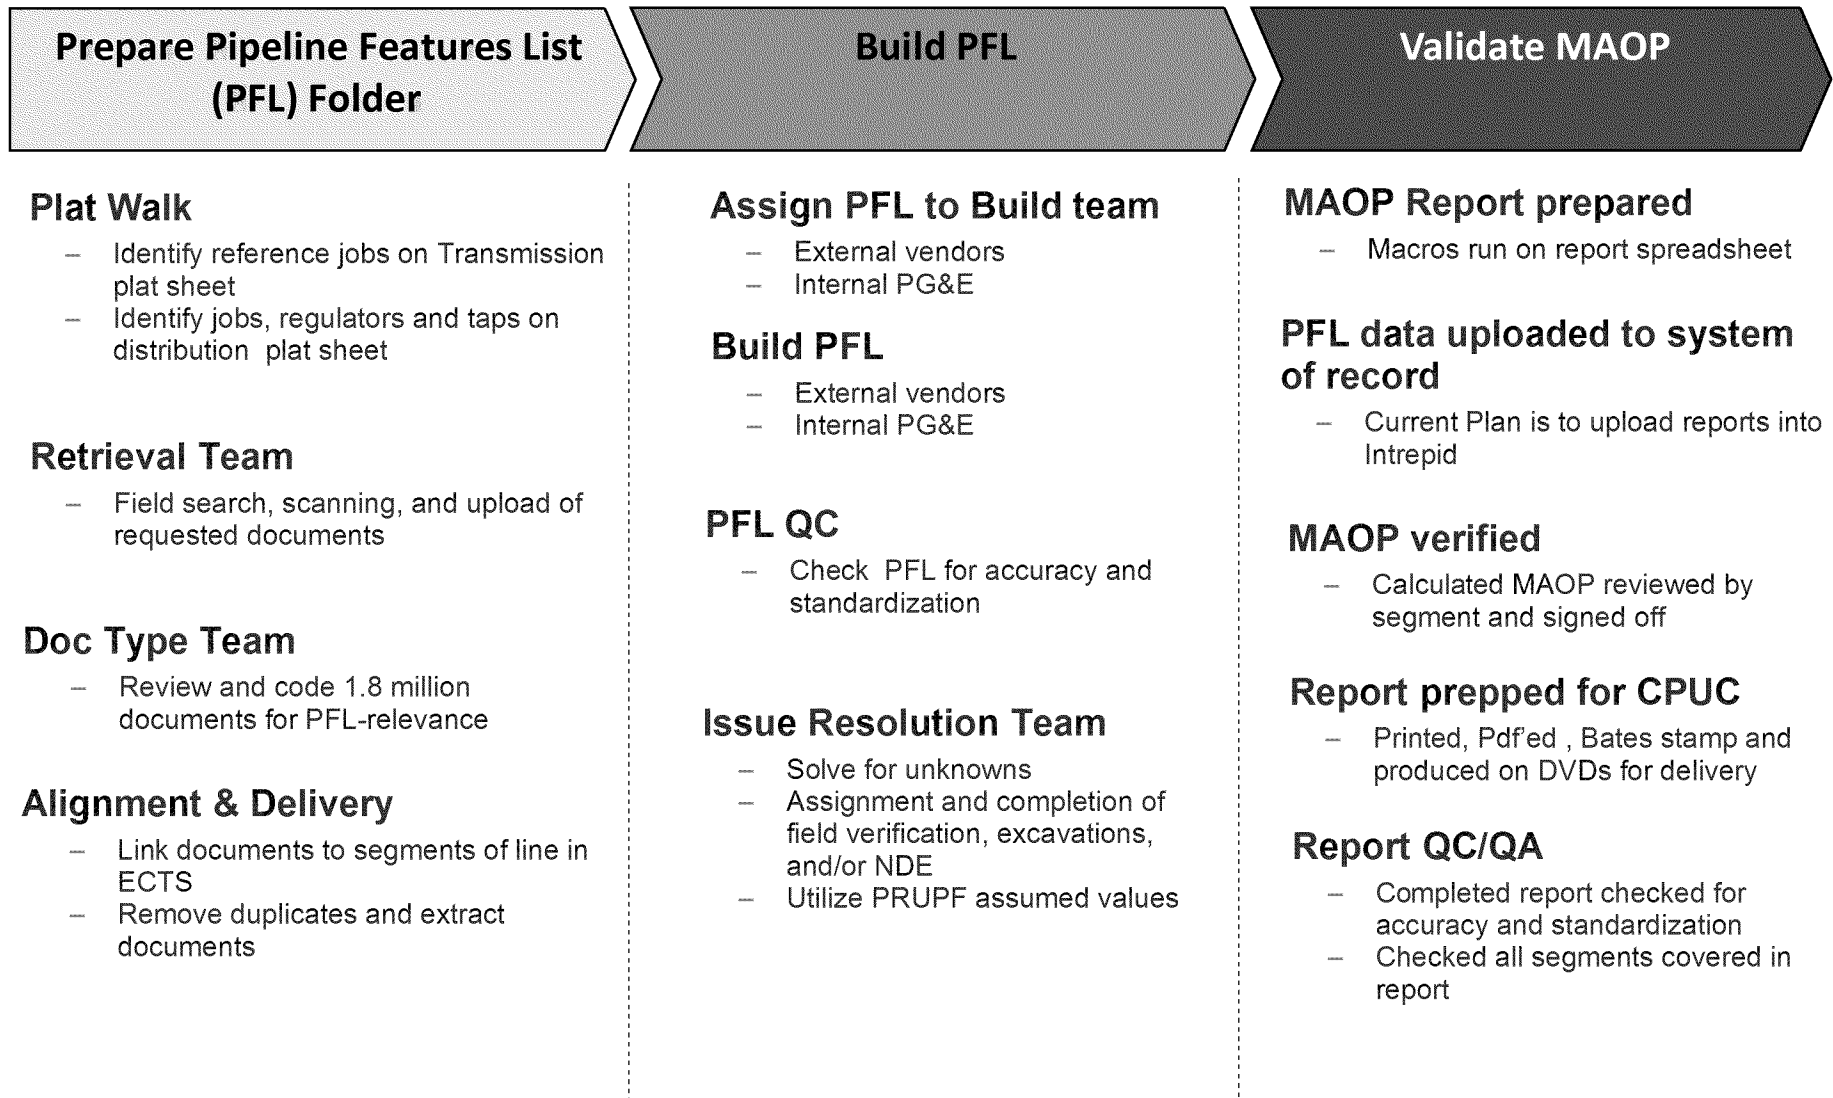 Prepare Pipeline Features List
(PFL) Folder
Build PFL
Validate MAOP
Plat Walk
– Identify reference jobs on Transmission
plat sheet
– Identify jobs, regulators and taps on
distribution plat sheet
Retrieval Team
– Field search, scanning, and upload of
requested documents
Doc Type Team
– Review and code 1.8 million
documents for PFL-relevance
Alignment & Delivery
– Link documents to segments of line in
ECTS
– Remove duplicates and extract
documents
Assign PFL to Build team
– External vendors
– Internal PG&E
Build PFL
– External vendors
– Internal PG&E
PFL QC
– Check PFL for accuracy and
standardization
Issue Resolution Team
– Solve for unknowns
– Assignment and completion of
field verification, excavations,
and/or NDE
– Utilize PRUPF assumed values
MAOP Report prepared
– Macros run on report spreadsheet
PFL data uploaded to system
of record
– Current Plan is to upload reports into
Intrepid
MAOP verified
– Calculated MAOP reviewed by
segment and signed off
Report prepped for CPUC
– Printed, Pdf'ed , Bates stamp and
produced on DVDs for delivery
Report QC/QA
– Completed report checked for
accuracy and standardization
– Checked all segments covered in
report